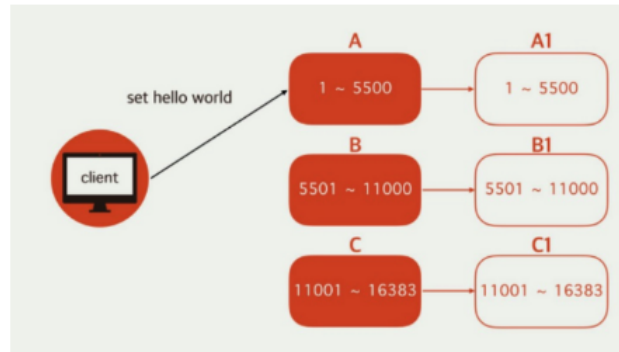 A
A1
1 ~ 5500
1 ~ 5500
set hello world
B
B1
client
5501 ~ 11000
5501 ~ 11000
C
C1
11001 ~ 16383
11001 ~ 16383